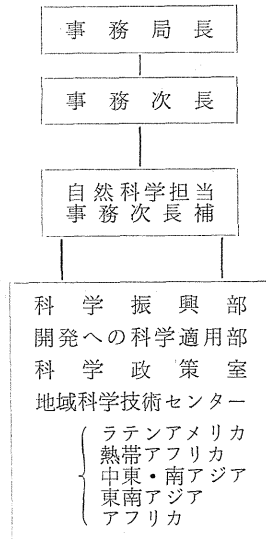 事務局長
事務次長
自然科学担当
事務次長補
科学振興部
開発への科学適用部
科学政策室
地域科学技術センター
ラテンアメリカ
熱帯アフリカ
中東・南アジア
東南アジア
アフリカ